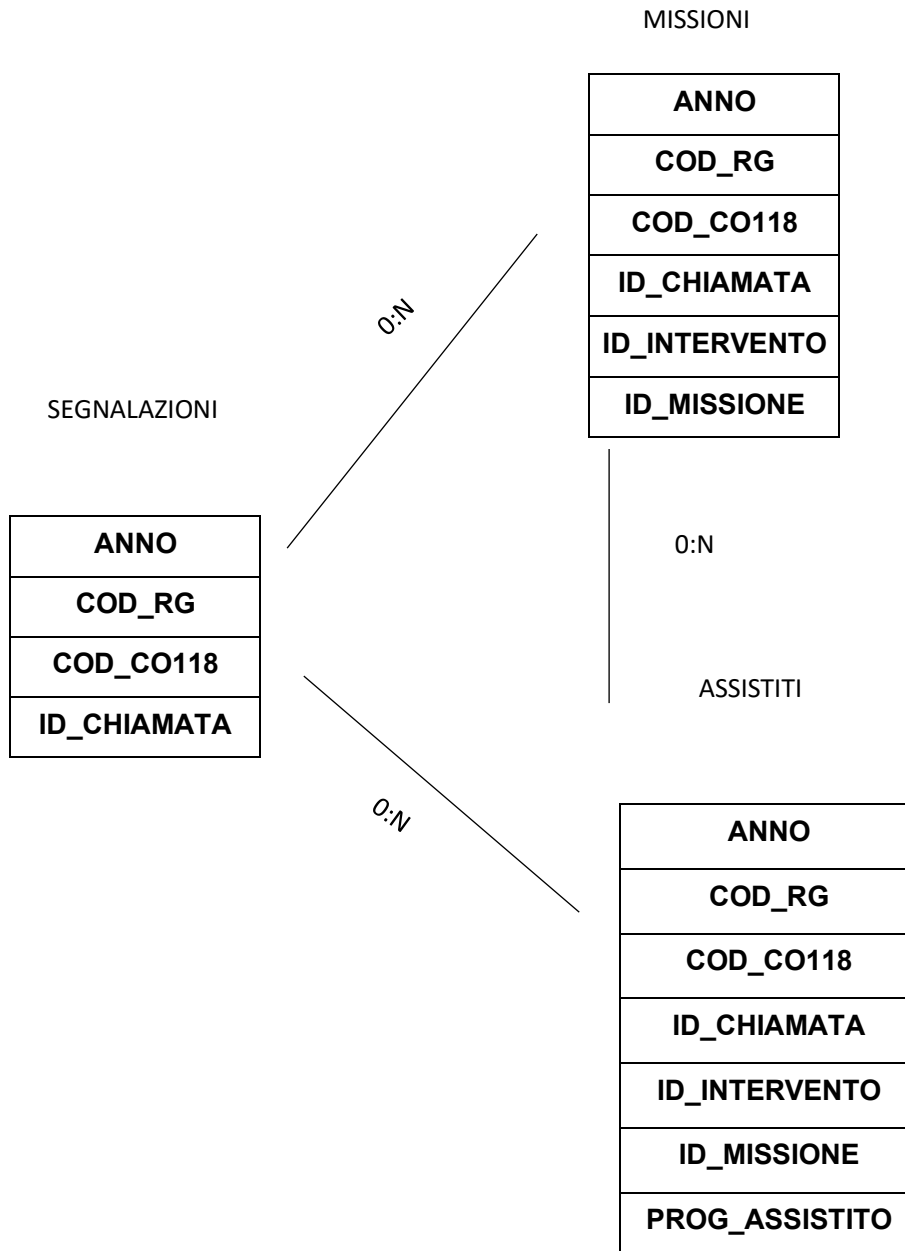 MISSIONI
ANNO
COD_RG
COD_CO118
ID_CHIAMATA
ID_INTERVENTO
ID_MISSIONE
0:N
SEGNALAZIONI
ANNO
COD_RG
COD_CO118
ID_CHIAMATA
0:N
0:N
ASSISTITI
ANNO
COD_RG
COD_CO118
ID_CHIAMATA
ID_INTERVENTO
ID_MISSIONE
PROG_ASSISTITO